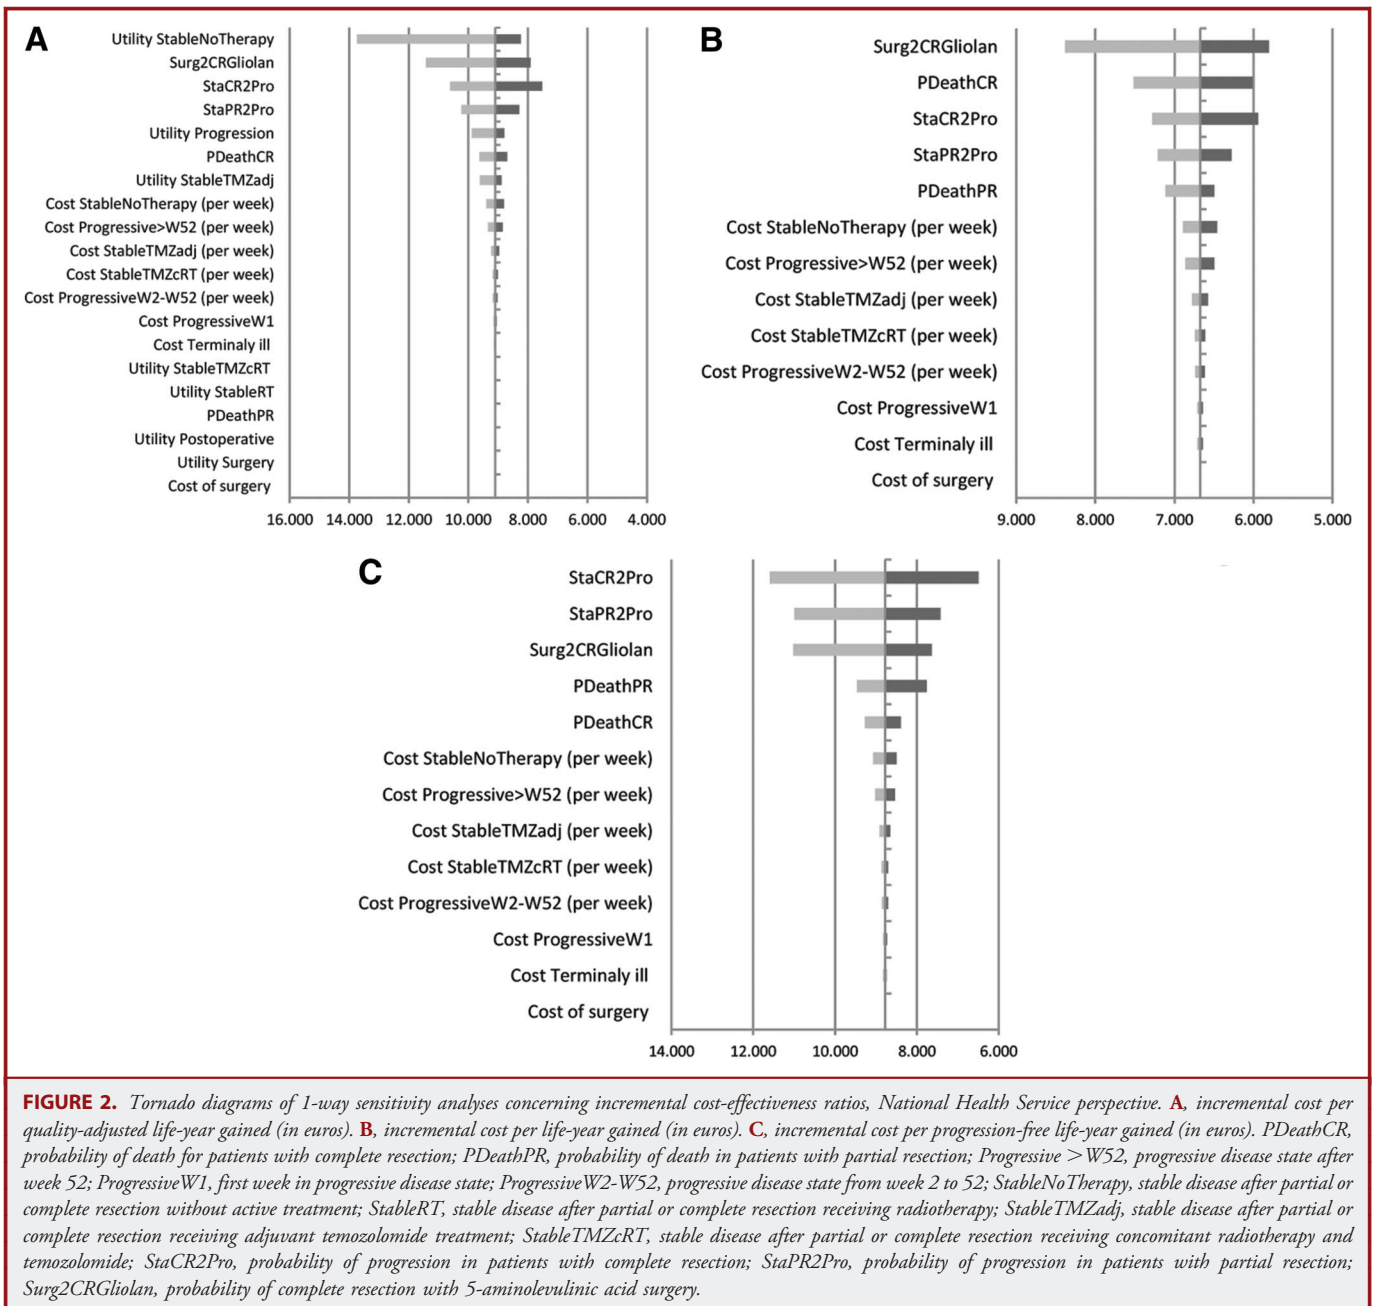 A
Utility StableNoTherapy
Surg2CRGliolan
StaCR2Pro
StaPR2Pro
Utility Progression
PDeathCR
Utility StableTMZadj
Cost StableNoTherapy (per week)
Cost Progressive>W52 (per week)
Cost StableTMZadj (per week)
Cost StableTMZcRT (per week)
Cost ProgressiveW2-W52 (per week)
Cost ProgressiveW1
Cost Terminaly ill
Utility StableTMZcRT
Utility StableRT
PDeathPR
Utility Postoperative
Utility Surgery
Cost of surgery
16.000 14.000 12.000 10.000 8.000 6.000 4.000
B
Surg2CRGliolan
PDeathCR
StaCR2Pro
StaPR2Pro
PDeathPR
Cost StableNoTherapy (per week)
Cost Progressive>W52 (per week)
Cost StableTMZadj (per week)
Cost StableTMZcRT (per week)
Cost ProgressiveW2-W52 (per week)
Cost ProgressiveW1
Cost Terminaly ill
Cost of surgery
9.000 8.000 7.000 6.000 5.000
C
StaCR2Pro
StaPR2Pro
Surg2CRGliolan
PDeathPR
PDeathCR
Cost StableNoTherapy (per week)
Cost Progressive>W52 (per week)
Cost StableTMZadj (per week)
Cost StableTMZcRT (per week)
Cost ProgressiveW2-W52 (per week)
Cost ProgressiveW1
Cost Terminaly ill
Cost of surgery
14.000 12.000 10.000 8.000 6.000
FIGURE 2. Tornado diagrams of 1-way sensitivity analyses concerning incremental cost-effectiveness ratios, National Health Service perspective. A, incremental cost per
quality-adjusted life-year gained (in euros). B, incremental cost per life-year gained (in euros). C, incremental cost per progression-free life-year gained (in euros). PDeathCR,
probability of death for patients with complete resection; PDeathPR, probability of death in patients with partial resection; Progressive >W52, progressive disease state after
week 52; ProgressiveW1, first week in progressive disease state; ProgressiveW2-W52, progressive disease state from week 2 to 52; StableNoTherapy, stable disease after partial or
complete resection without active treatment; StableRT, stable disease after partial or complete resection receiving radiotherapy; StableTMZadj, stable disease after partial or
complete resection receiving adjuvant temozolomide treatment; StableTMZcRT, stable disease after partial or complete resection receiving concomitant radiotherapy and
temozolomide; StaCR2Pro, probability of progression in patients with complete resection; StaPR2Pro, probability of progression in patients with partial resection;
Surg2CRGliolan, probability of complete resection with 5-aminolevulinic acid surgery.